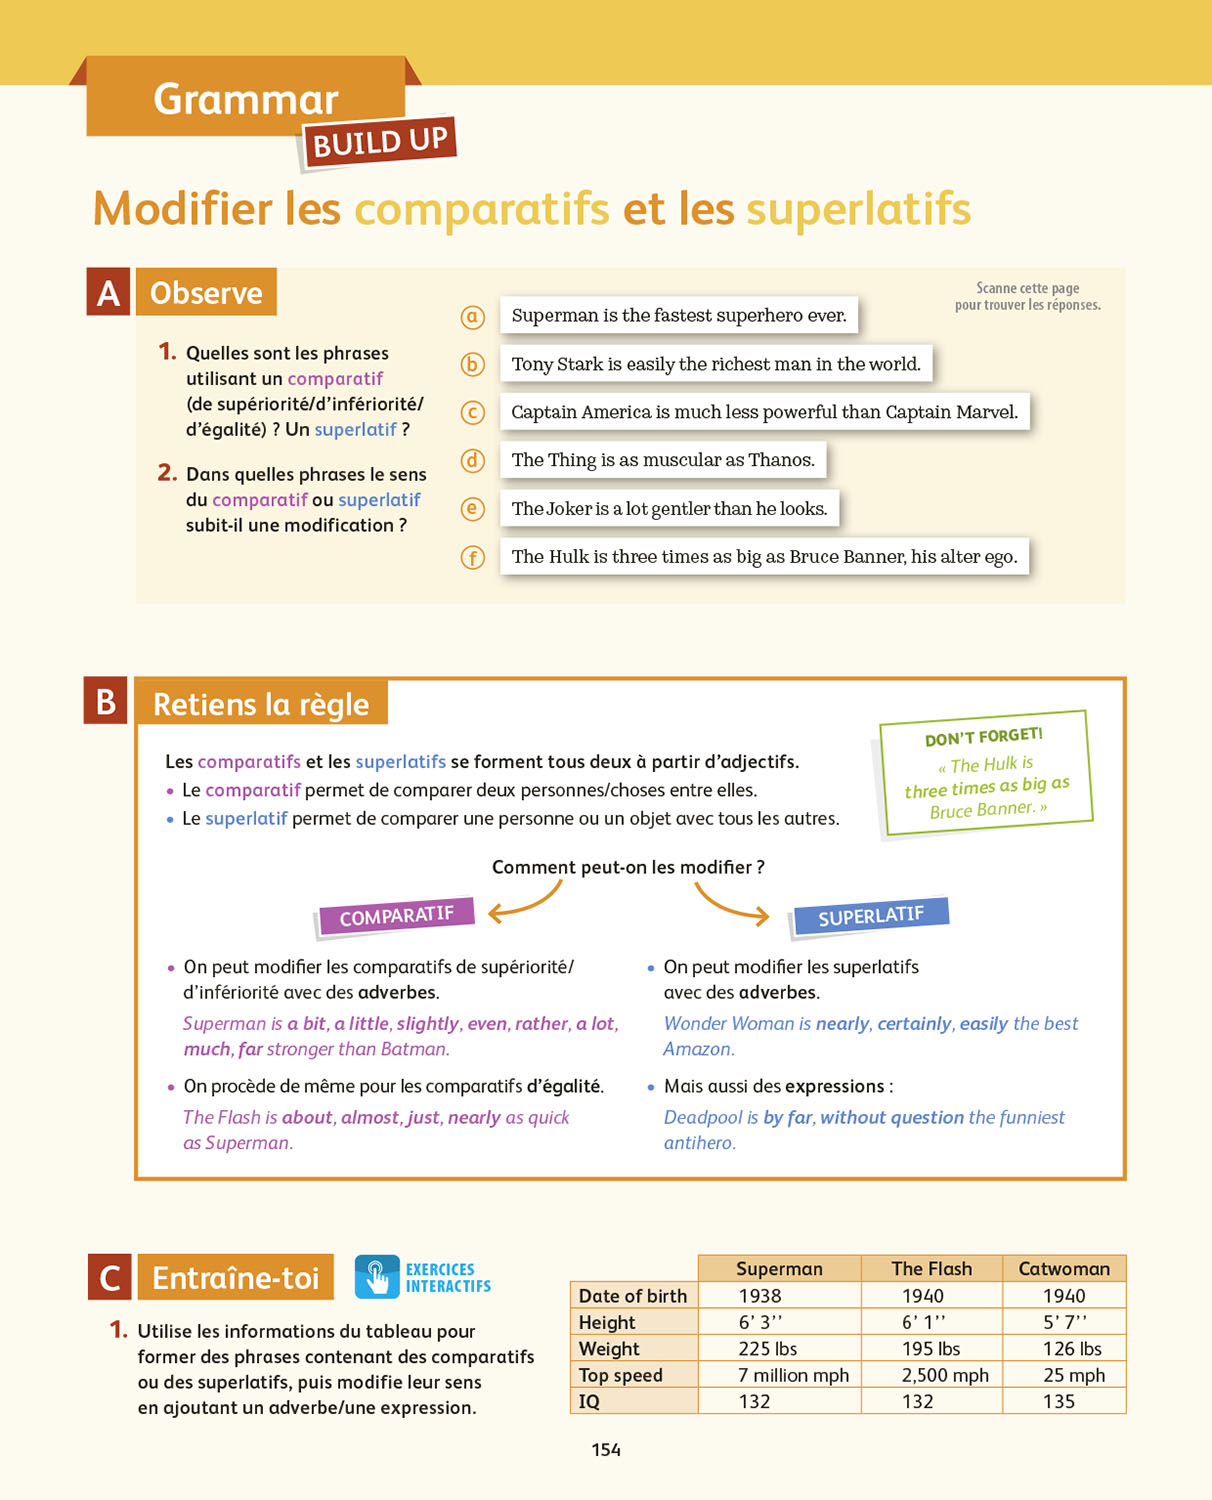 Grammar
BUILD UP
Modifier les comparatifs et les superlatifs
A Observe
Scanne cette page
pour trouver les réponses.
1. Quelles sont les phrases
utilisant un comparatif
(de supériorité/d’infériorité/
d’égalité) ? Un superlatif ?
2. Dans quelles phrases le sens
du comparatif ou superlatif
subit-il une modification ?
a Superman is the fastest superhero ever.
b Tony Stark is easily the richest man in the world.
c Captain America is much less powerful than Captain Marvel.
d The Thing is as muscular as Thanos.
e The Joker is a lot gentler than he looks.
f The Hulk is three times as big as Bruce Banner, his alter ego.
B Retiens la règle
Les comparatifs et les superlatifs se forment tous deux à partir d’adjectifs.
• Le comparatif permet de comparer deux personnes/choses entre elles.
• Le superlatif permet de comparer une personne ou un objet avec tous les autres.
DON’T FORGET!
« The Hulk is
three times as big as
Bruce Banner. »
Comment peut-on les modifier ?
COMPARATIF
• On peut modifier les comparatifs de supériorité/
d’infériorité avec des adverbes.
Superman is a bit, a little, slightly, even, rather, a lot,
much, far stronger than Batman.
• On procède de même pour les comparatifs d’égalité.
The Flash is about, almost, just, nearly as quick
as Superman.
SUPERLATIF
• On peut modifier les superlatifs
avec des adverbes.
Wonder Woman is nearly, certainly, easily the best
Amazon.
• Mais aussi des expressions :
Deadpool is by far, without question the funniest
antihero.
C Entraîne-toi
EXERCICES
INTERACTIFS
1. Utilise les informations du tableau pour
former des phrases contenant des comparatifs
ou des superlatifs, puis modifie leur sens
en ajoutant un adverbe/une expression.
Superman The Flash Catwoman
Date of birth 1938 1940 1940
Height 6’ 3’’ 6’ 1’’ 5’ 7’’
Weight 225 lbs 195 lbs 126 lbs
Top speed 7 million mph 2,500 mph 25 mph
IQ 132 132 135
154